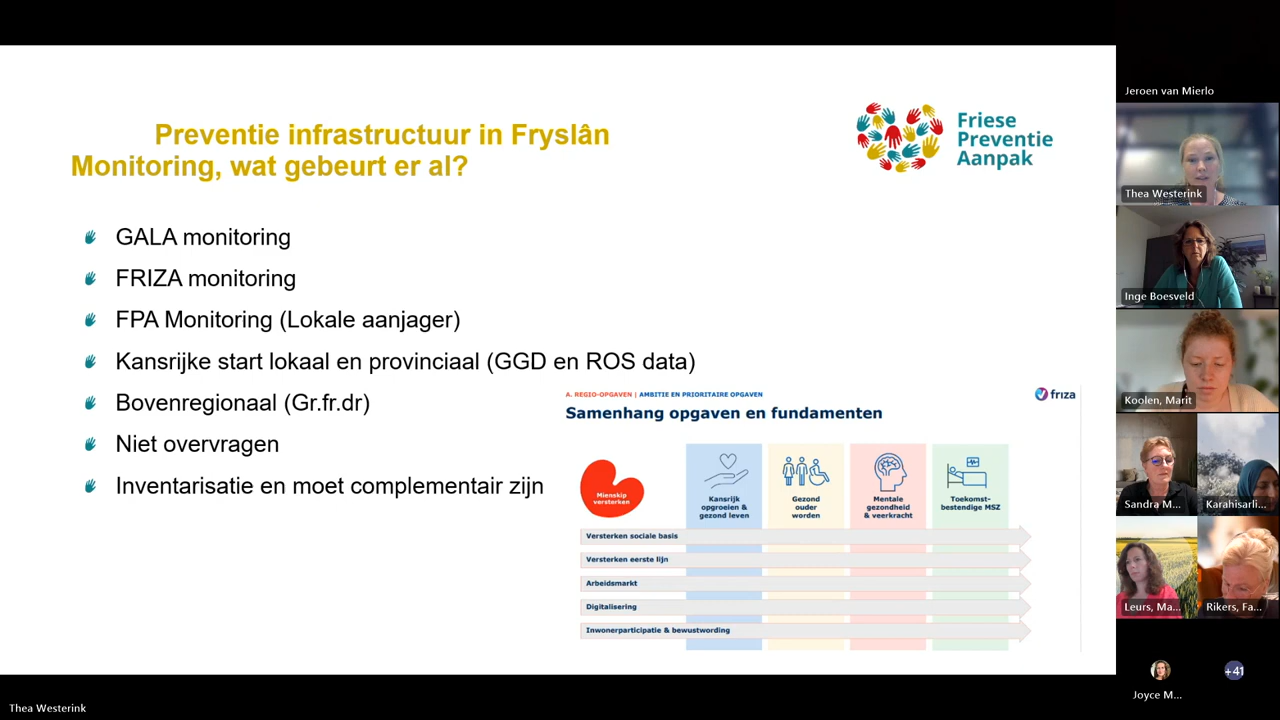 Preventie infrastructuur in Fryslân
Monitoring, wat gebeurt er al?
Friese
Preventie
Aanpak
GALA monitoring
FRIZA monitoring
FPA Monitoring (Lokale aanjager)
Kansrijke start lokaal en provinciaal (GGD en ROS data)
Bovenregionaal (Gr.fr.dr)
Niet overvragen
Inventarisatie en moet complementair zijn
A. REGIO-OPGAVEN | AMBITIE EN PRIORITAIRE OPGAVEN
friza
Samenhang opgaven en fundamenten
Mienskip
versterken
Kansrijk
opgroeien &
gezond leven
Gezond
ouder
worden
Mentale
gezondheid
& veerkracht
Toekomst-
bestendige MSZ
Versterken sociale basis
Versterken eerste lijn
Arbeidsmarkt
Digitalisering
Inwonerparticipatie & bewustwording
Jeroen van Mierlo
Thea Westerink
Inge Boesveld
Koolen, Marit
Sandra M...
Karahisarli...
Leurs, Ma...
Rikers, Fa...
Joyce M...
+41
Thea Westerink